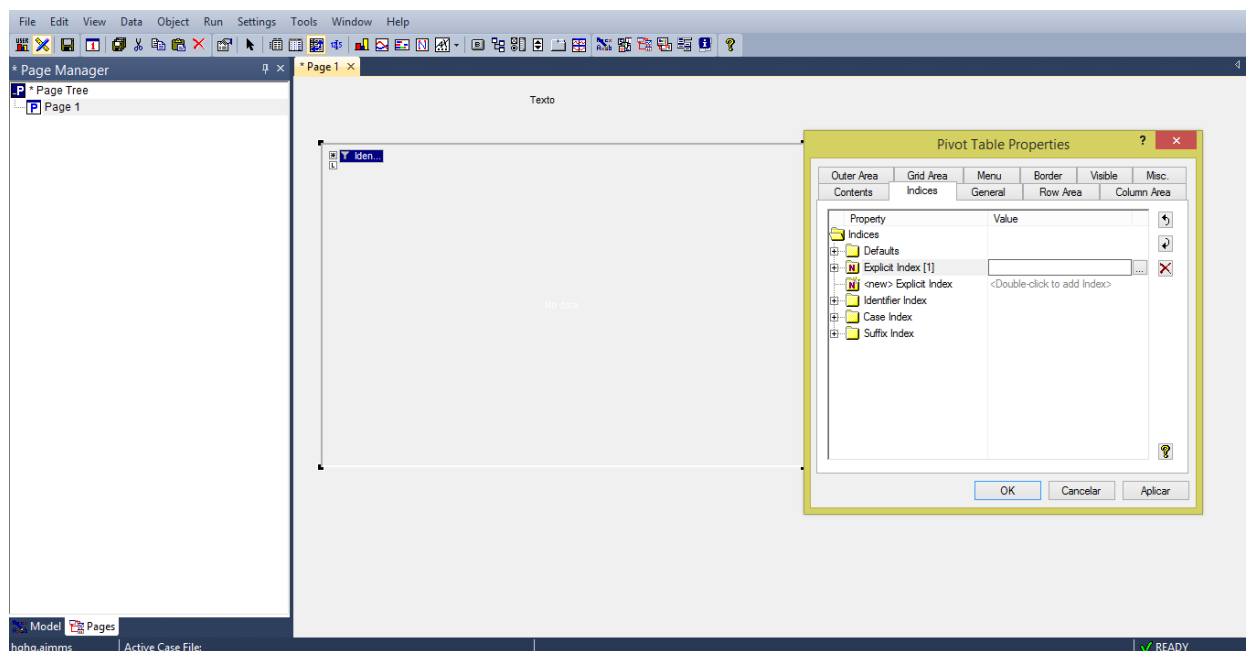 File Edit View Data Object Run Settings Tools Window Help
* Page Manager
* Page 1
* Page Tree
Page 1
Texto
Iden...
No data
Pivot Table Properties
Outer Area Grid Area Menu Border Visible Misc.
Contents Indices General Row Area Column Area
Property Value
Indices
Defaults
Explicit Index [1] ...
<new> Explicit Index <Double-click to add Index>
Identifier Index
Case Index
Suffix Index
OK Cancelar Aplicar
Model Pages
hghg.aimms Active Case File: READY